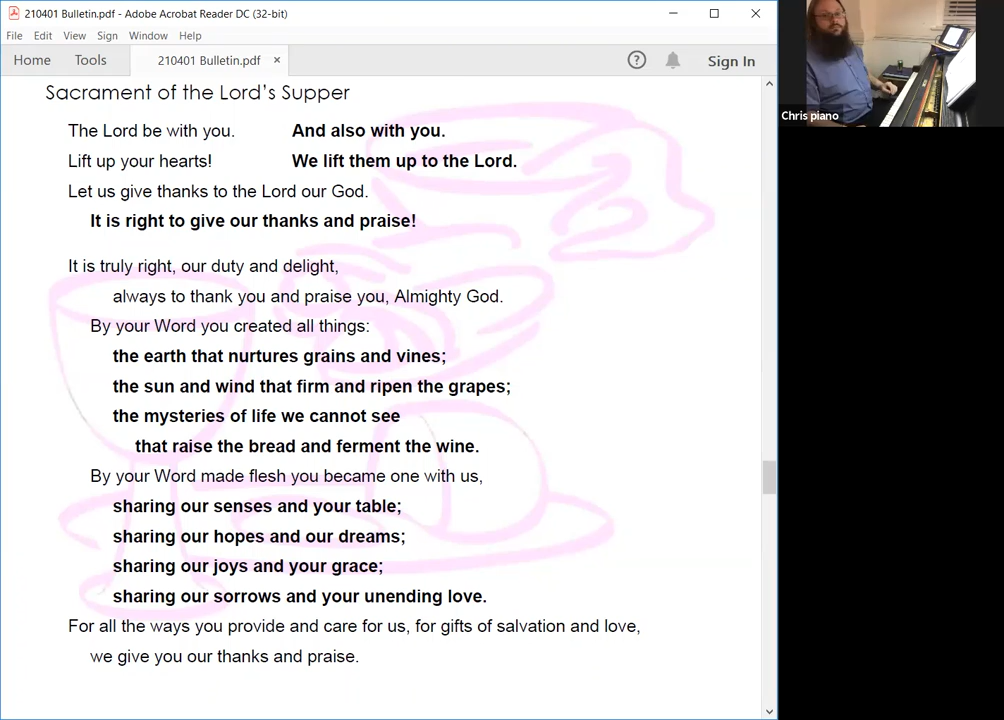 210401 Bulletin.pdf - Adobe Acrobat Reader DC (32-bit)
File Edit View Sign Window Help
Home Tools 210401 Bulletin.pdf × Sign In
Sacrament of the Lord's Supper
The Lord be with you. And also with you.
Lift up your hearts! We lift them up to the Lord.
Let us give thanks to the Lord our God.
It is right to give our thanks and praise!
It is truly right, our duty and delight,
always to thank you and praise you, Almighty God.
By your Word you created all things:
the earth that nurtures grains and vines;
the sun and wind that firm and ripen the grapes;
the mysteries of life we cannot see
that raise the bread and ferment the wine.
By your Word made flesh you became one with us,
sharing our senses and your table;
sharing our hopes and our dreams;
sharing our joys and your grace;
sharing our sorrows and your unending love.
For all the ways you provide and care for us, for gifts of salvation and love,
we give you our thanks and praise.
Chris piano